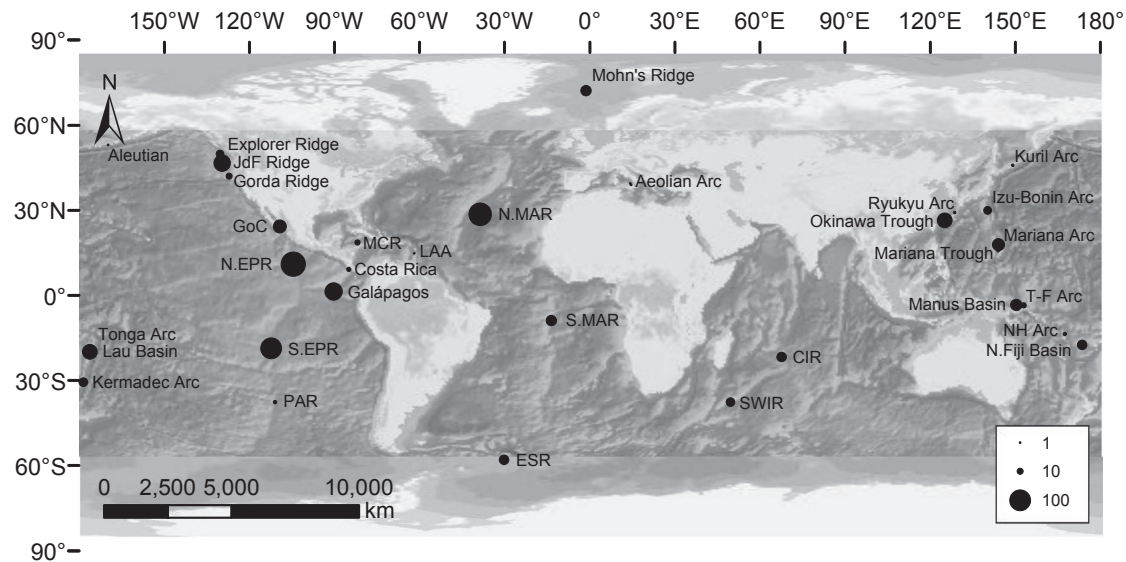 150°W 120°W 90°W 60°W 30°W 0° 30°E 60°E 90°E 120°E 150°E 180°
90°
60°N
30°N
0°
30°S
60°S
90°
N
Mohn's Ridge
Aleutian
Explorer Ridge
JdF Ridge
Gorda Ridge
Kuril Arc
Aeolian Arc
Ryukyu Arc
Izu-Bonin Arc
Okinawa Trough
GoC
N.MAR
MCR
LAA
Mariana Arc
Mariana Trough
N.EPR
Costa Rica
Galápagos
Manus Basin
T-F Arc
S.MAR
Tonga Arc
Lau Basin
S.EPR
NH Arc
N.Fiji Basin
CIR
Kermadec Arc
PAR
SWIR
ESR
0 2,500 5,000 10,000
km
1
10
100